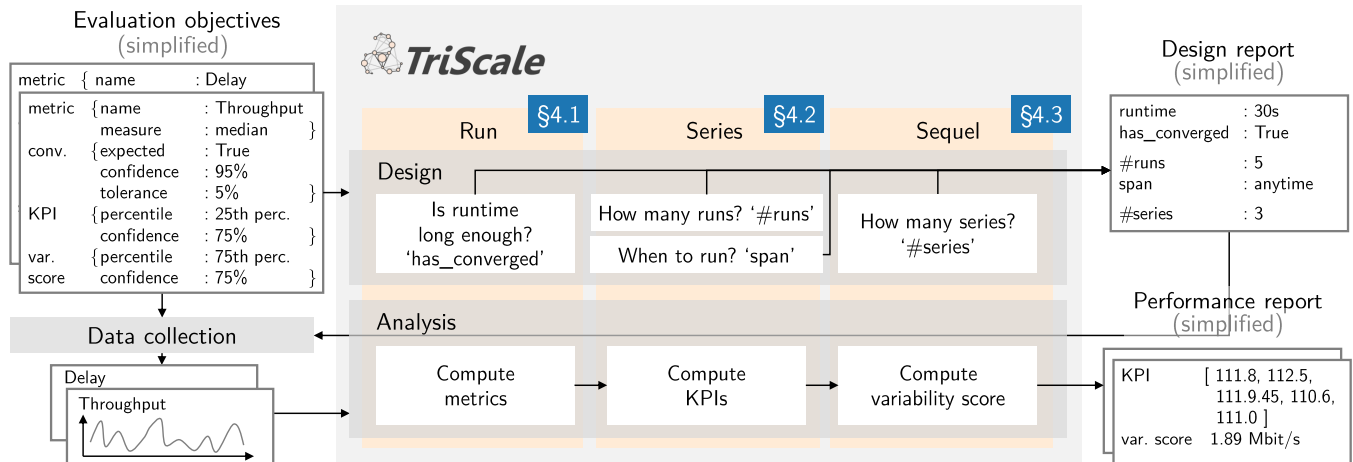 Evaluation objectives
(simplified)
metric { name : Delay
metric {name : Throughput
measure : median }
conv. {expected : True
confidence : 95%
tolerance : 5% }
KPI {percentile : 25th perc.
confidence : 75% }
var. {percentile : 75th perc.
score confidence : 75% }
Data collection
Delay
Throughput
TriScale
§4.1
§4.2
§4.3
Run
Series
Sequel
Design
Is runtime
long enough?
‘has_converged’
How many runs? ‘#runs’
When to run? ‘span’
How many series?
‘#series’
Analysis
Compute
metrics
Compute
KPIs
Compute
variability score
Design report
(simplified)
runtime : 30s
has_converged : True
#runs : 5
span : anytime
#series : 3
Performance report
(simplified)
KPI [ 111.8, 112.5,
111.9.45, 110.6,
111.0 ]
var. score 1.89 Mbit/s